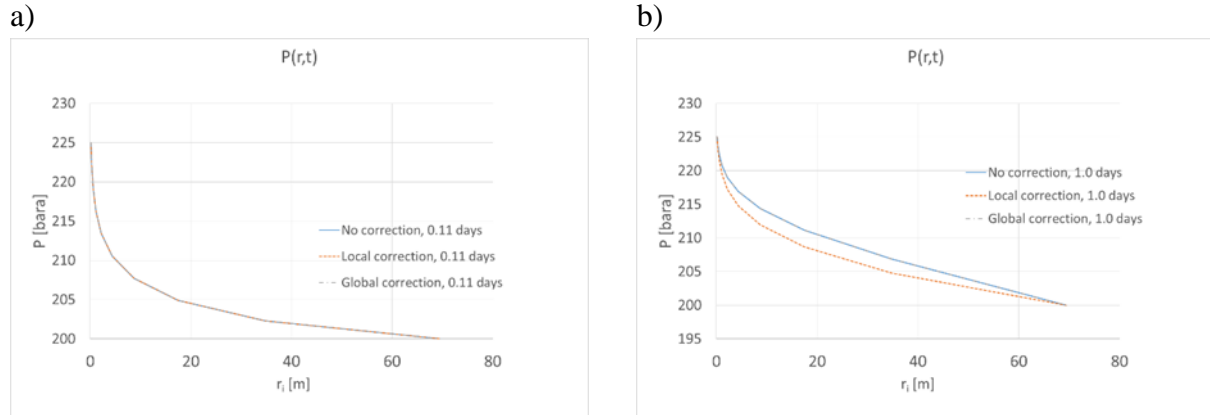 a)
P(r,t)
230
225
220
215
210
205
200
P [bara]
0 20 40 60 80
r_i [m]
No correction, 0.11 days
Local correction, 0.11 days
Global correction, 0.11 days
b)
P(r,t)
230
225
220
215
210
205
200
195
P [bara]
0 20 40 60 80
r_i [m]
No correction, 1.0 days
Local correction, 1.0 days
Global correction, 1.0 days